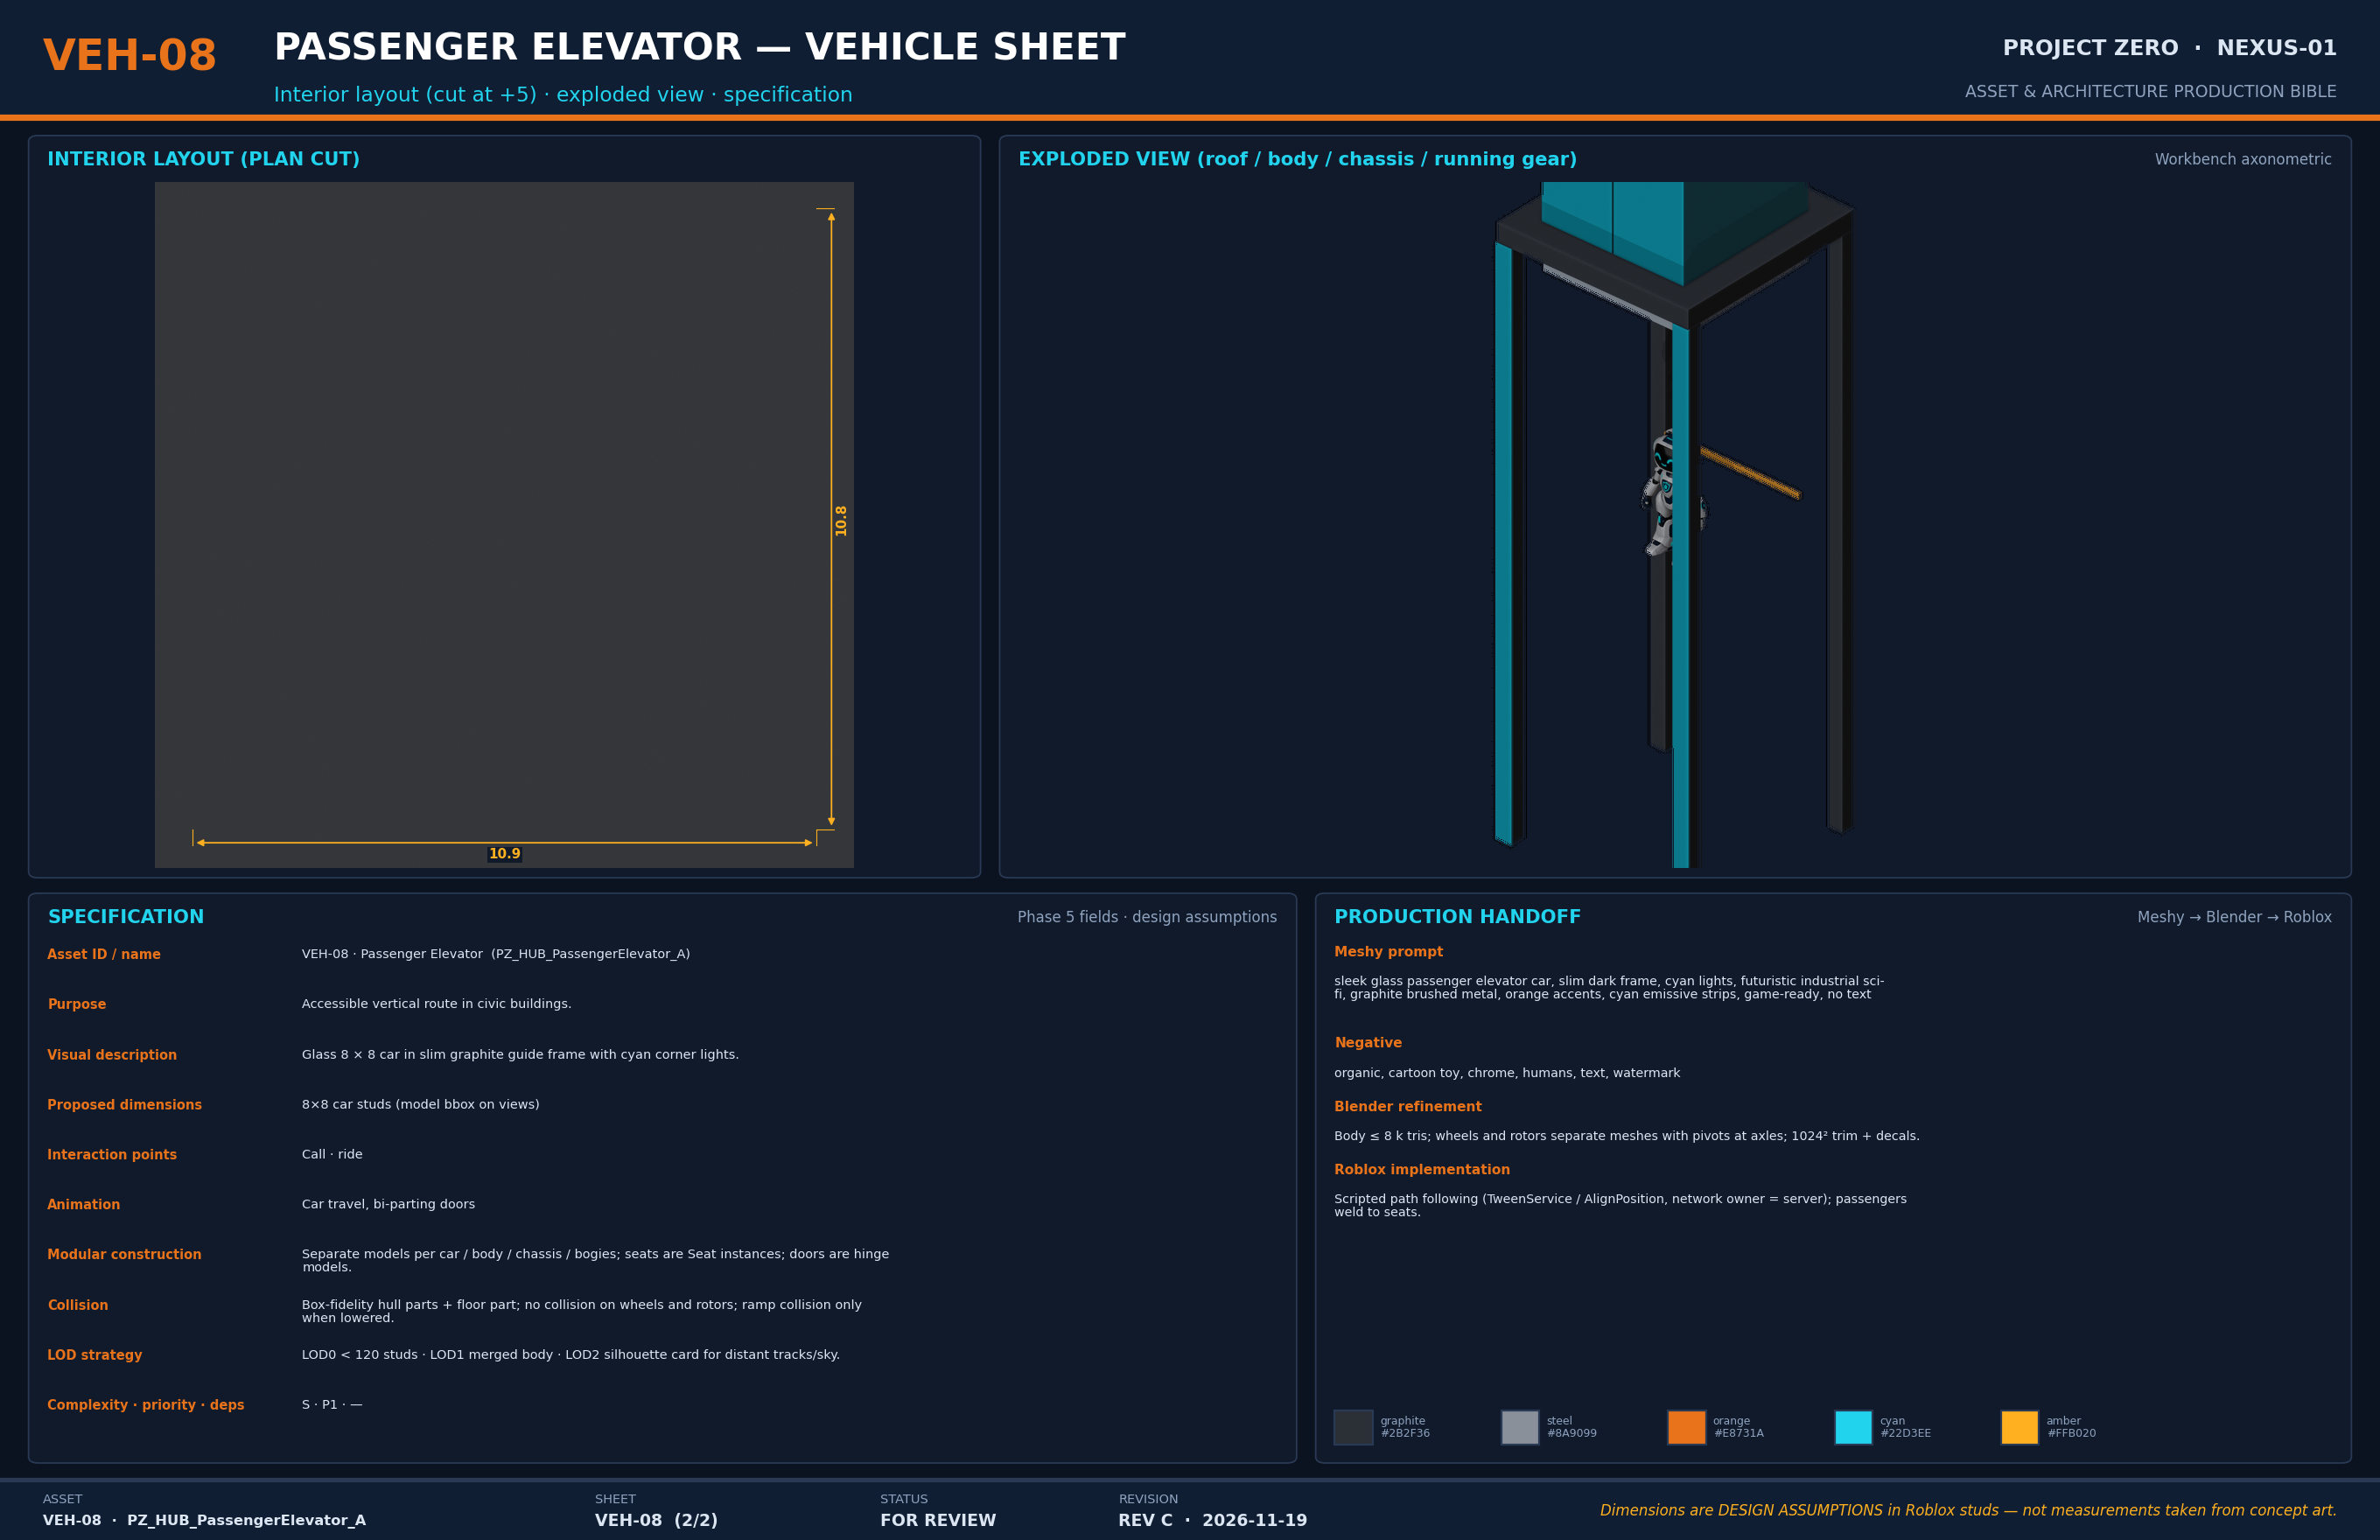 VEH-08
PASSENGER ELEVATOR — VEHICLE SHEET
Interior layout (cut at +5) · exploded view · specification
PROJECT ZERO · NEXUS-01
ASSET & ARCHITECTURE PRODUCTION BIBLE
INTERIOR LAYOUT (PLAN CUT)
10.8
10.9
EXPLODED VIEW (roof / body / chassis / running gear)
Workbench axonometric
SPECIFICATION
Phase 5 fields · design assumptions
Asset ID / name
VEH-08 · Passenger Elevator (PZ_HUB_PassengerElevator_A)
Purpose
Accessible vertical route in civic buildings.
Visual description
Glass 8 × 8 car in slim graphite guide frame with cyan corner lights.
Proposed dimensions
8×8 car studs (model bbox on views)
Interaction points
Call · ride
Animation
Car travel, bi-parting doors
Modular construction
Separate models per car / body / chassis / bogies; seats are Seat instances; doors are hinge
models.
Collision
Box-fidelity hull parts + floor part; no collision on wheels and rotors; ramp collision only
when lowered.
LOD strategy
LOD0 < 120 studs · LOD1 merged body · LOD2 silhouette card for distant tracks/sky.
Complexity · priority · deps
S · P1 · —
PRODUCTION HANDOFF
Meshy → Blender → Roblox
Meshy prompt
sleek glass passenger elevator car, slim dark frame, cyan lights, futuristic industrial sci-
fi, graphite brushed metal, orange accents, cyan emissive strips, game-ready, no text
Negative
organic, cartoon toy, chrome, humans, text, watermark
Blender refinement
Body ≤ 8 k tris; wheels and rotors separate meshes with pivots at axles; 1024² trim + decals.
Roblox implementation
Scripted path following (TweenService / AlignPosition, network owner = server); passengers
weld to seats.
graphite
#2B2F36
steel
#8A9099
orange
#E8731A
cyan
#22D3EE
amber
#FFB020
ASSET
VEH-08 · PZ_HUB_PassengerElevator_A
SHEET
VEH-08 (2/2)
STATUS
FOR REVIEW
REVISION
REV C · 2026-11-19
Dimensions are DESIGN ASSUMPTIONS in Roblox studs — not measurements taken from concept art.